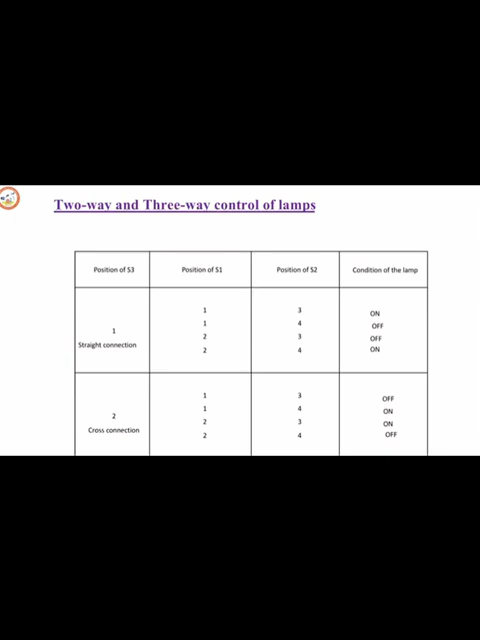 Two-way and Three-way control of lamps
Position of S3 Position of S1 Position of S2 Condition of the lamp
1 3 ON
1 4 OFF
1
2 3 OFF
Straight connection
2 4 ON
1 3 OFF
1 4 ON
2
2 3 ON
Cross connection
2 4 OFF